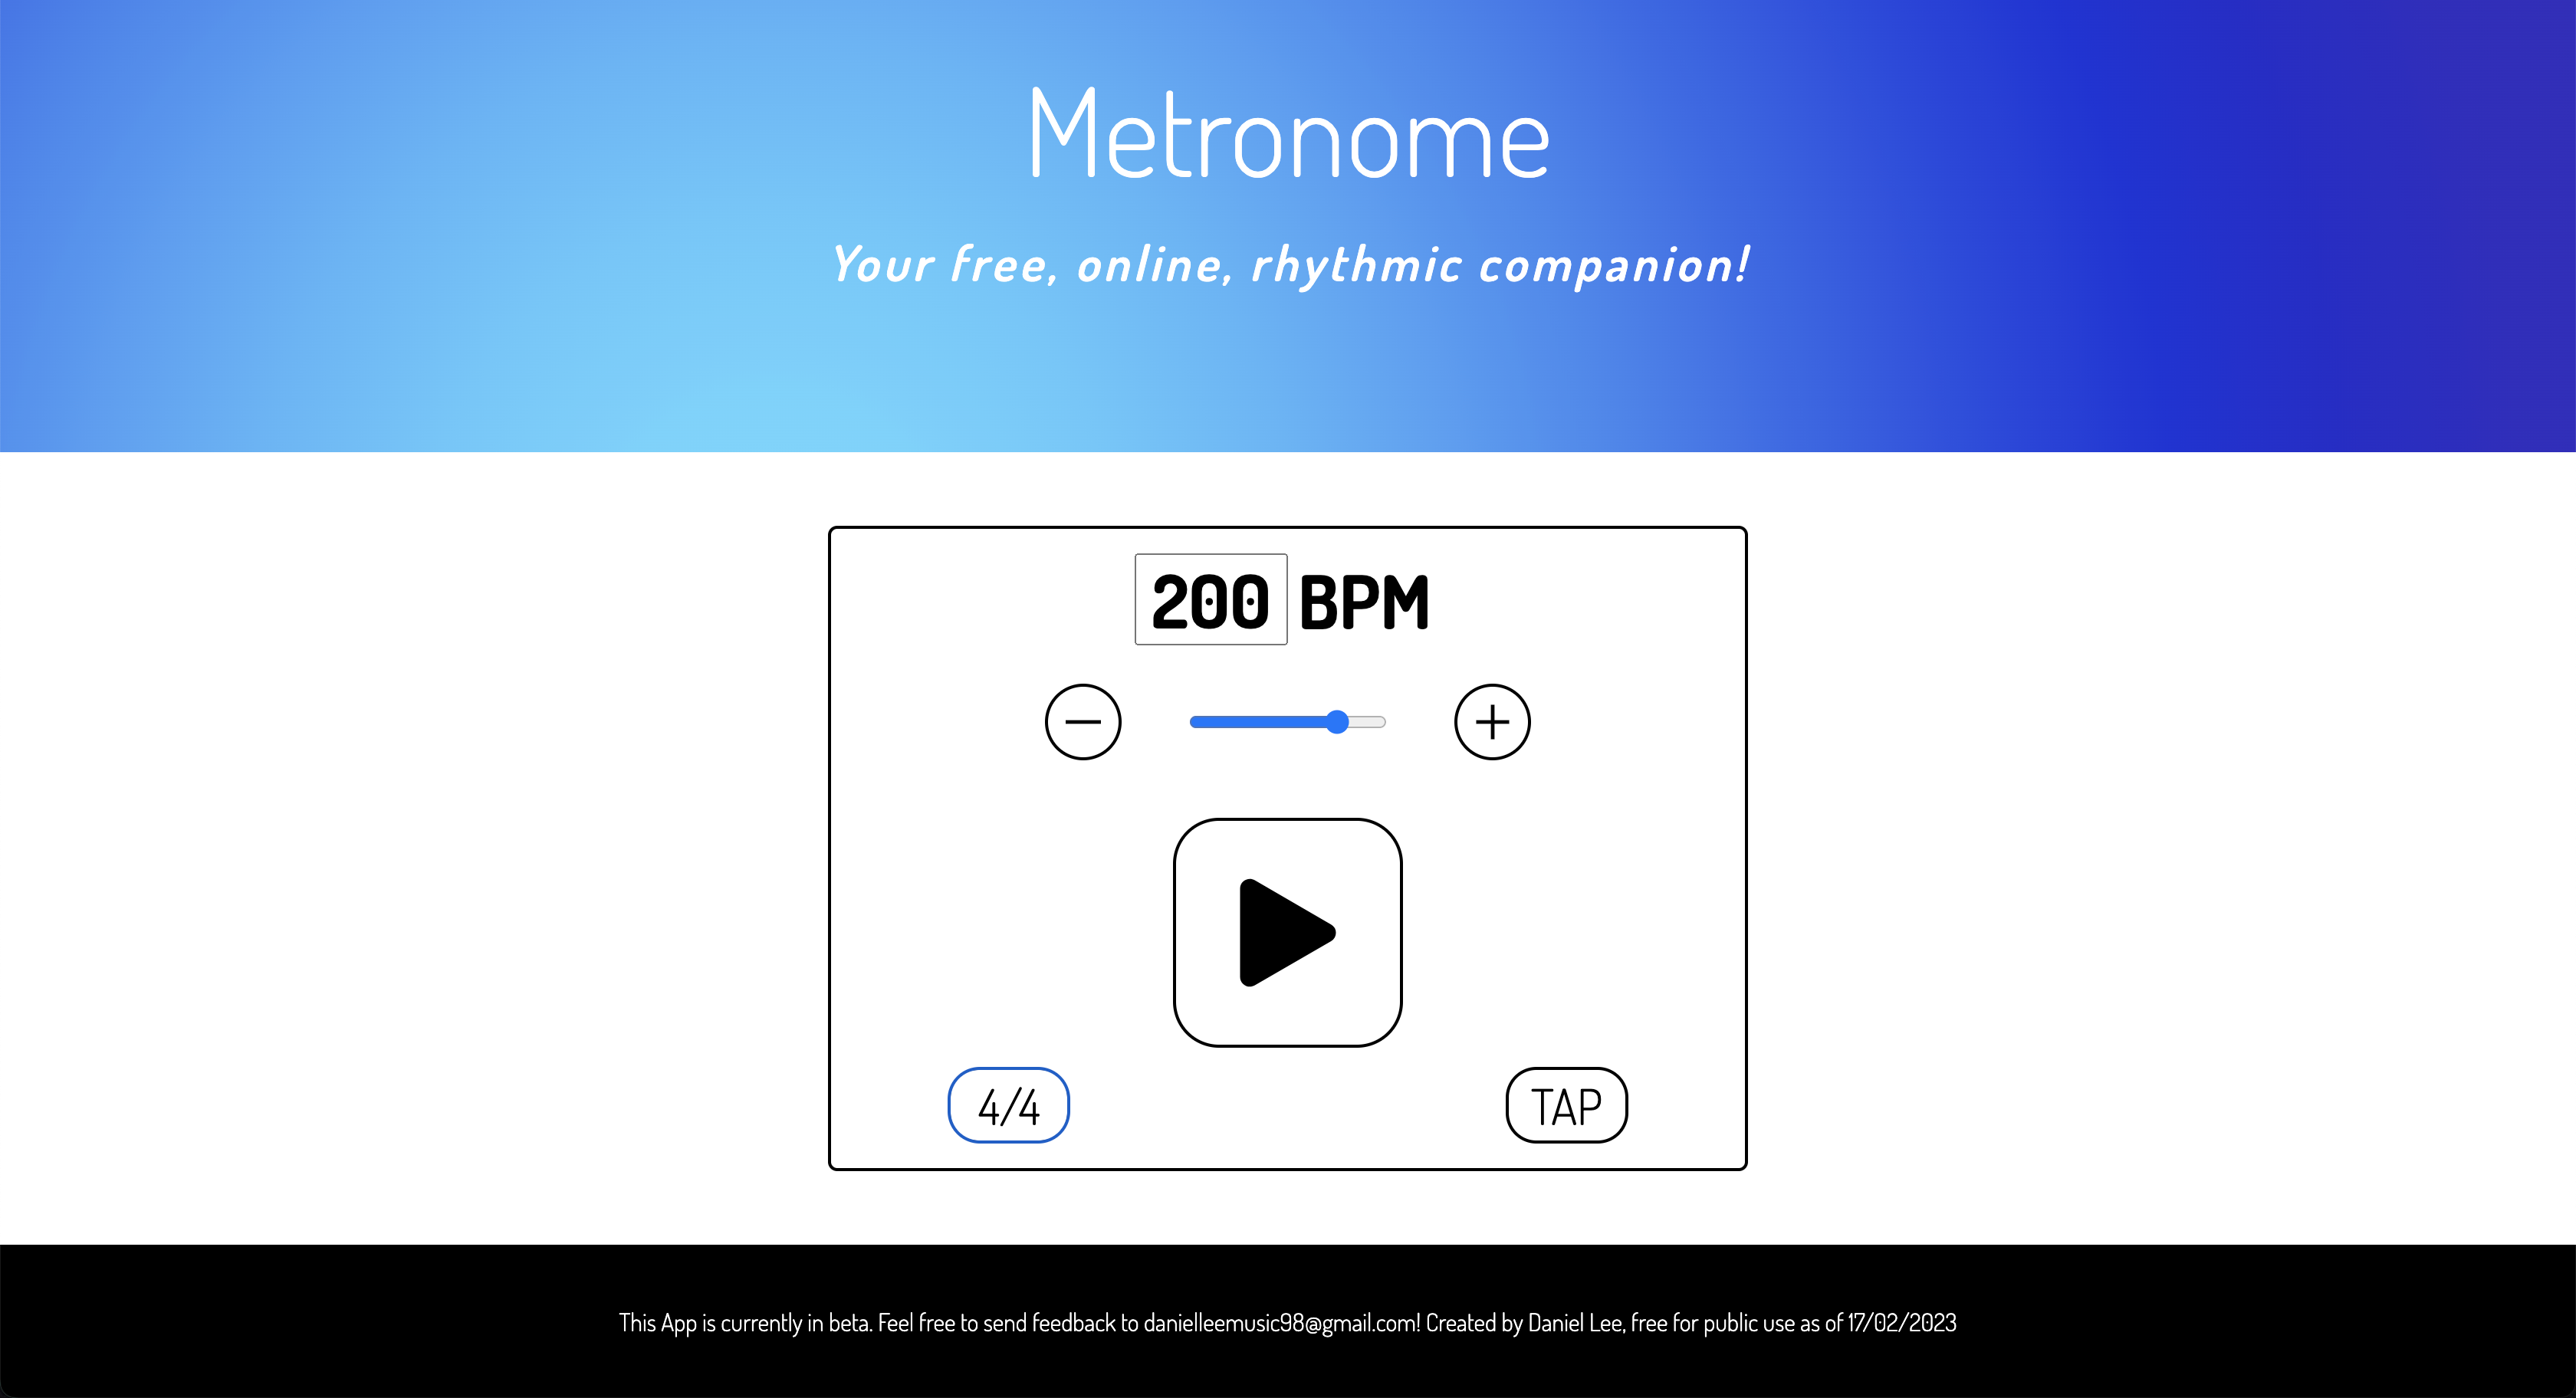 Metronome
Your free, online, rhythmic companion!
200 BPM
4/4
TAP
This App is currently in beta. Feel free to send feedback to danielleemusic98@gmail.com! Created by Daniel Lee, free for public use as of 17/02/2023